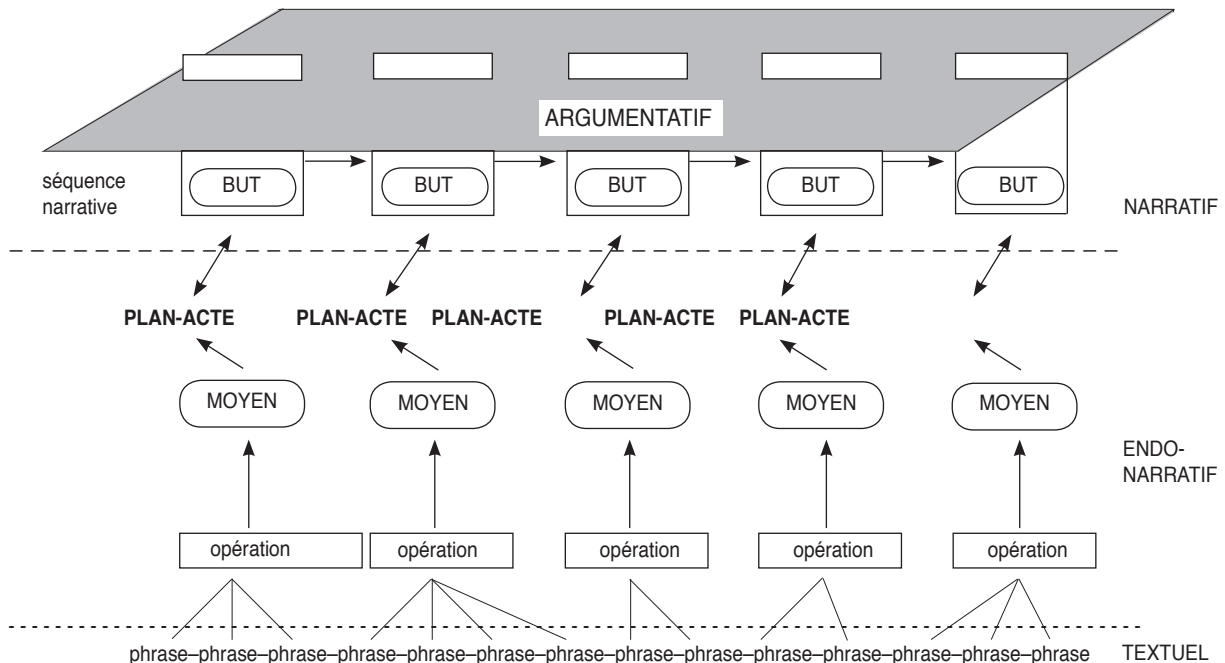 ARGUMENTATIF
séquence
narrative
BUT BUT BUT BUT BUT
NARRATIF
PLAN-ACTE PLAN-ACTE PLAN-ACTE PLAN-ACTE PLAN-ACTE
MOYEN MOYEN MOYEN MOYEN MOYEN
ENDO-
NARRATIF
opération opération opération opération opération
phrase–phrase–phrase–phrase–phrase–phrase–phrase–phrase–phrase–phrase–phrase–phrase–phrase–phrase TEXTUEL